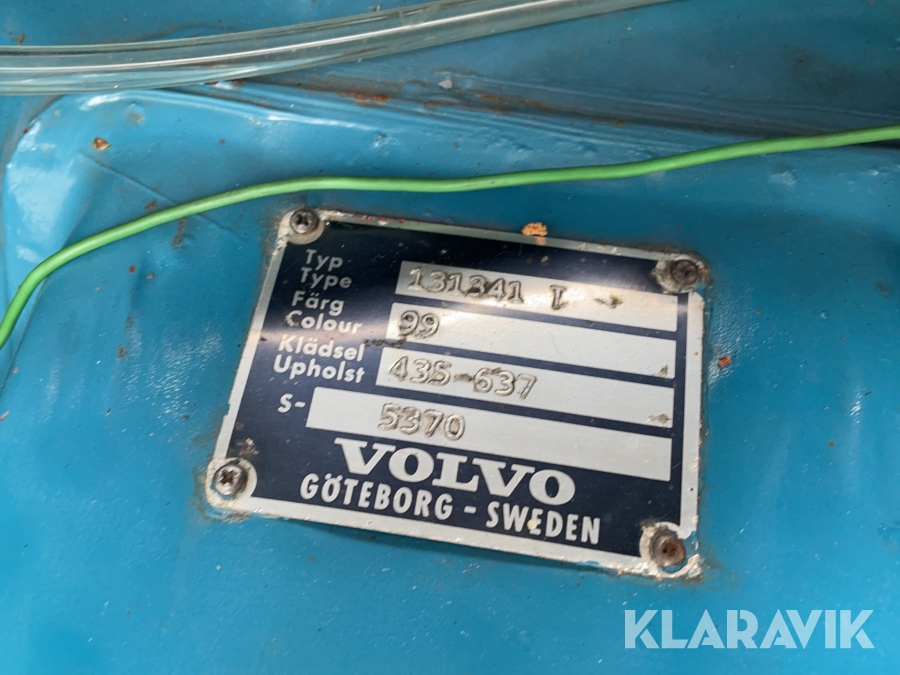 Typ
Type 131341 I
Färg
Colour 99
Klädsel
Upholst 435-637
S- 5370
VOLVO
GÖTEBORG - SWEDEN
KLARAVIK